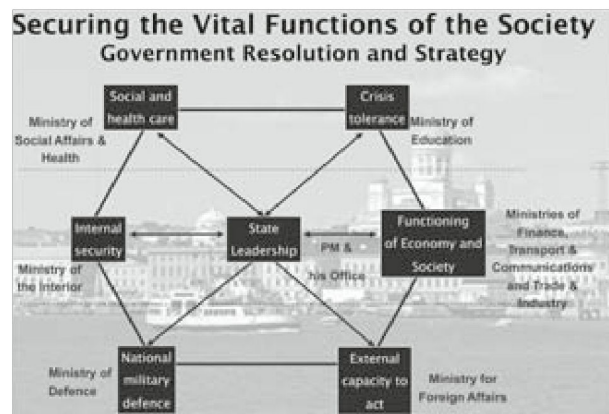 Securing the Vital Functions of the Society
Government Resolution and Strategy
Social and
health care
Crisis
tolerance
Ministry of
Social Affairs &
Health
Ministry of
Education
Internal
security
State
Leadership
PM &
his Office
Functioning
of Economy and
Society
Ministries of
Finance,
Transport &
Communications
and Trade &
Industry
Ministry of
the Interior
Ministry of
Defence
National
military
defence
External
capacity to
act
Ministry for
Foreign Affairs